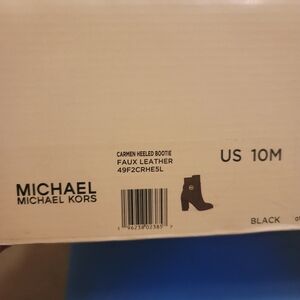 CARMEN HEELED BOOTIE
FAUX LEATHER
49F2CRHE5L
US 10M
MICHAEL
MICHAEL KORS
BLACK